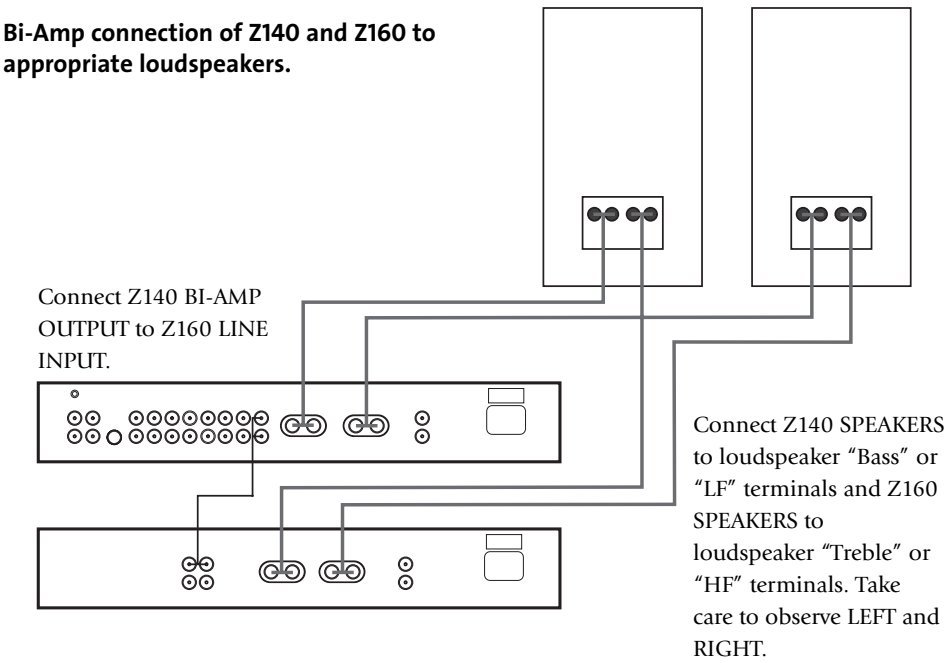 Bi-Amp connection of Z140 and Z160 to
appropriate loudspeakers.
Connect Z140 BI-AMP
OUTPUT to Z160 LINE
INPUT.
Connect Z140 SPEAKERS
to loudspeaker “Bass” or
“LF” terminals and Z160
SPEAKERS to
loudspeaker “Treble” or
“HF” terminals. Take
care to observe LEFT and
RIGHT.